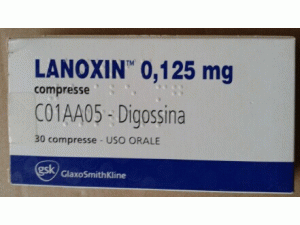 LANOXIN™ 0,125 mg
compresse
C01AA05 - Digossina
30 compresse - USO ORALE
gsk GlaxoSmithKline